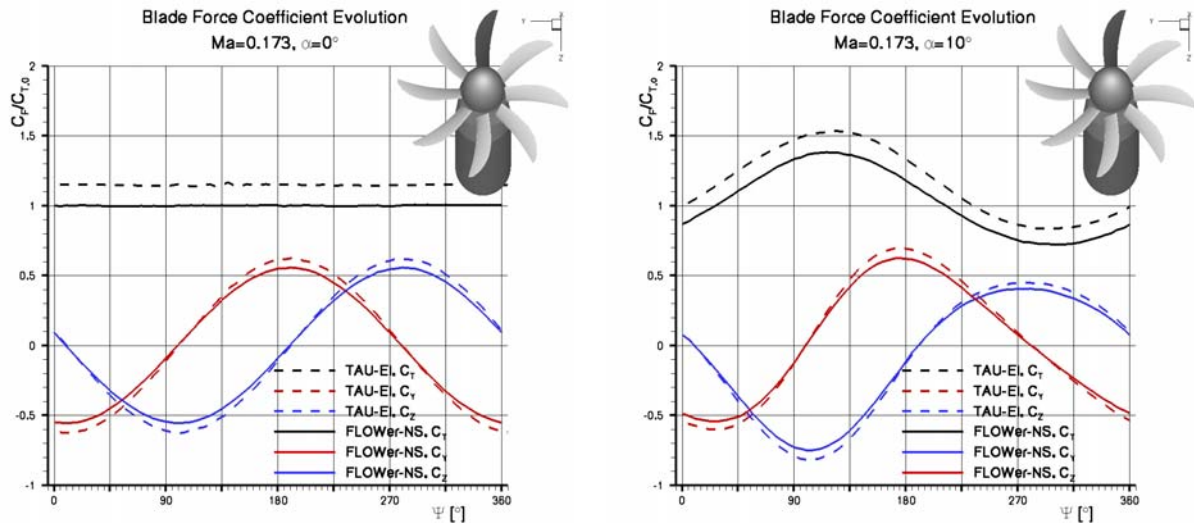 Blade Force Coefficient Evolution
Ma=0.173, α=0°
Y
Z
C_F/C_T,0
2
1.5
1
0.5
0
-0.5
-1
TAU-El. C_T
TAU-El. C_Y
TAU-El. C_Z
FLOWer-NS. C_T
FLOWer-NS. C_Y
FLOWer-NS. C_Z
0 90 180 270 360
Ψ [°]
Blade Force Coefficient Evolution
Ma=0.173, α=10°
Y
Z
C_F/C_T,0
2
1.5
1
0.5
0
-0.5
-1
TAU-El. C_T
TAU-El. C_Y
TAU-El. C_Z
FLOWer-NS. C_T
FLOWer-NS. C_Y
FLOWer-NS. C_Z
0 90 180 270 360
Ψ [°]